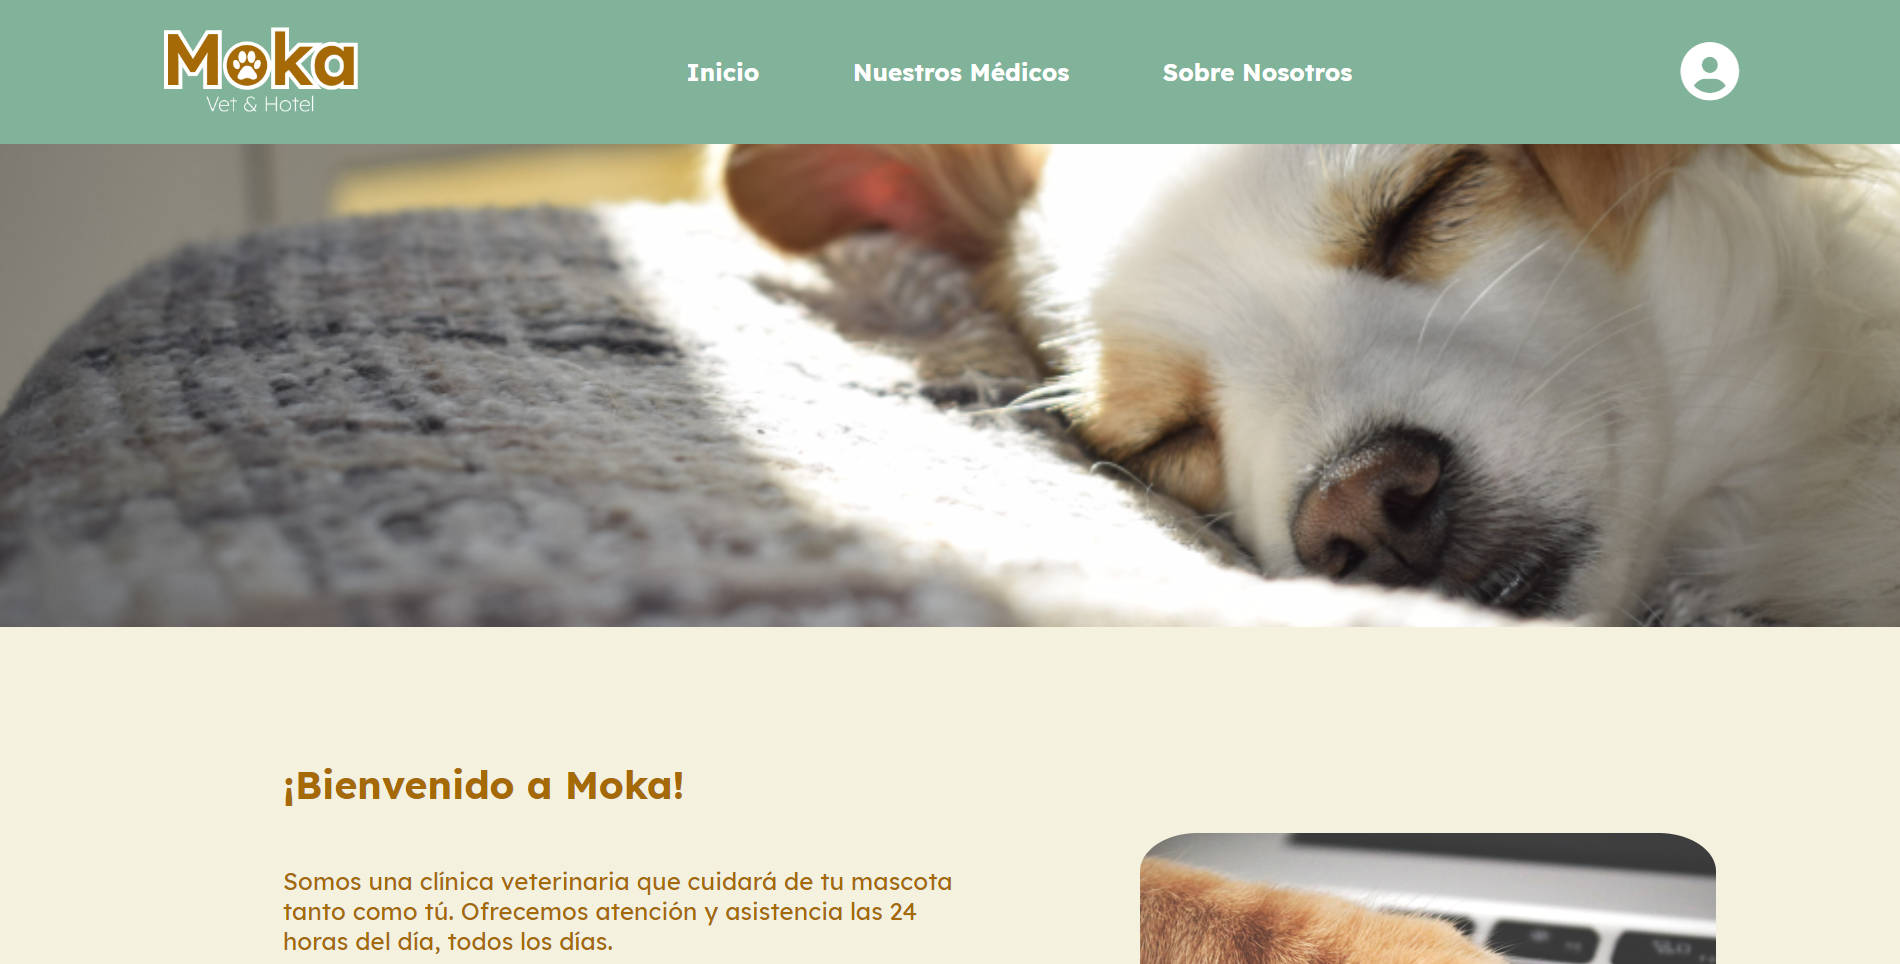 Moka
Vet & Hotel
Inicio
Nuestros Médicos
Sobre Nosotros
¡Bienvenido a Moka!
Somos una clínica veterinaria que cuidará de tu mascota
tanto como tú. Ofrecemos atención y asistencia las 24
horas del día, todos los días.